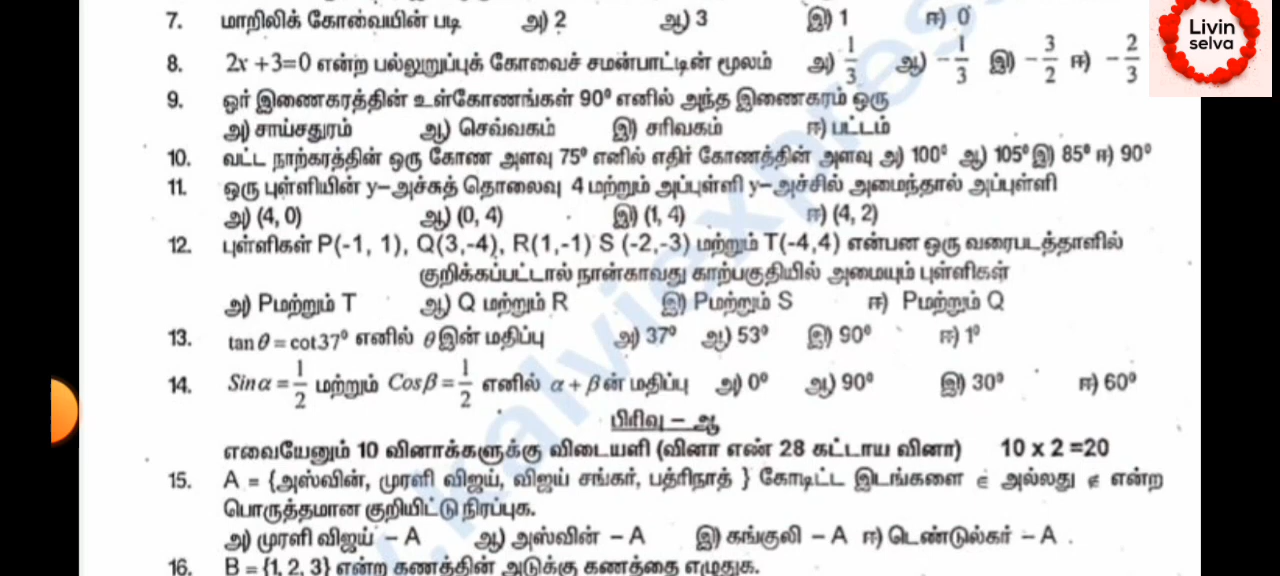 7. மாறிலிக் கோவையின் படி அ) 2 ஆ) 3 இ) 1 ஈ) 0
Livin
selva
8. 2x +3=0 என்ற பல்லுறுப்புக் கோவைச் சமன்பாட்டின் மூலம் அ) 1/3 ஆ) -1/3 இ) -3/2 ஈ) -2/3
9. ஓர் இணைகரத்தின் உள்கோணங்கள் 90° எனில் அந்த இணைகரம் ஒரு
அ) சாய்சதுரம் ஆ) செவ்வகம் இ) சரிவகம் ஈ) பட்டம்
10. வட்ட நாற்கரத்தின் ஒரு கோண அளவு 75° எனில் எதிர் கோணத்தின் அளவு அ) 100° ஆ) 105° இ) 85° ஈ) 90°
11. ஒரு புள்ளியின் y-அச்சுத் தொலைவு 4 மற்றும் அப்புள்ளி y-அச்சில் அமைந்தால் அப்புள்ளி
அ) (4, 0) ஆ) (0, 4) இ) (1, 4) ஈ) (4, 2)
12. புள்ளிகள் P(-1, 1), Q(3,-4), R(1,-1) S (-2,-3) மற்றும் T(-4,4) என்பன ஒரு வரைபடத்தாளில்
குறிக்கப்பட்டால் நான்காவது காற்பகுதியில் அமையும் புள்ளிகள்
அ) Pமற்றும் T ஆ) Q மற்றும் R இ) Pமற்றும் S ஈ) Pமற்றும் Q
13. tan θ = cot37° எனில் θ இன் மதிப்பு அ) 37° ஆ) 53° இ) 90° ஈ) 1°
14. Sinα = 1/2 மற்றும் Cosβ = 1/2 எனில் α + β ன் மதிப்பு அ) 0° ஆ) 90° இ) 30° ஈ) 60°
பிரிவு – ஆ
எவையேனும் 10 வினாக்களுக்கு விடையளி (வினா எண் 28 கட்டாய வினா) 10 x 2 =20
15. A = {அஸ்வின், முரளி விஜய், விஜய் சங்கர், பத்ரிநாத் } கோடிட்ட இடங்களை ∈ அல்லது ∉ என்ற
பொருத்தமான குறியிட்டு நிரப்புக.
அ) முரளி விஜய் – A ஆ) அஸ்வின் – A இ) கங்குலி – A ஈ) டெண்டுல்கர் – A .
16. B = {1, 2, 3} என்ற கணத்தின் அடுக்கு கணத்தை எழுதுக.